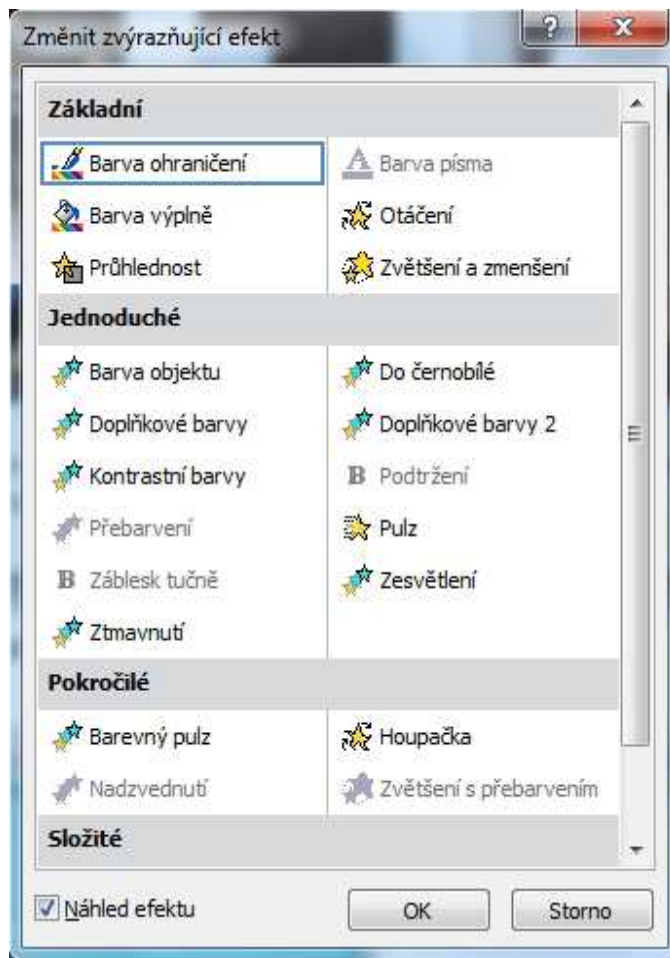 Změnit zvýrazňující efekt
Základní
Barva ohraničení
Barva písma
Barva výplně
Otáčení
Průhlednost
Zvětšení a zmenšení
Jednoduché
Barva objektu
Do černobílé
Doplňkové barvy
Doplňkové barvy 2
Kontrastní barvy
B Podtržení
Přebarvení
Pulz
B Záblesk tučně
Zesvětlení
Ztmavnutí
Pokročilé
Barevný pulz
Houpačka
Nadzvednutí
Zvětšení s přebarvením
Složité
Náhled efektu
OK
Storno